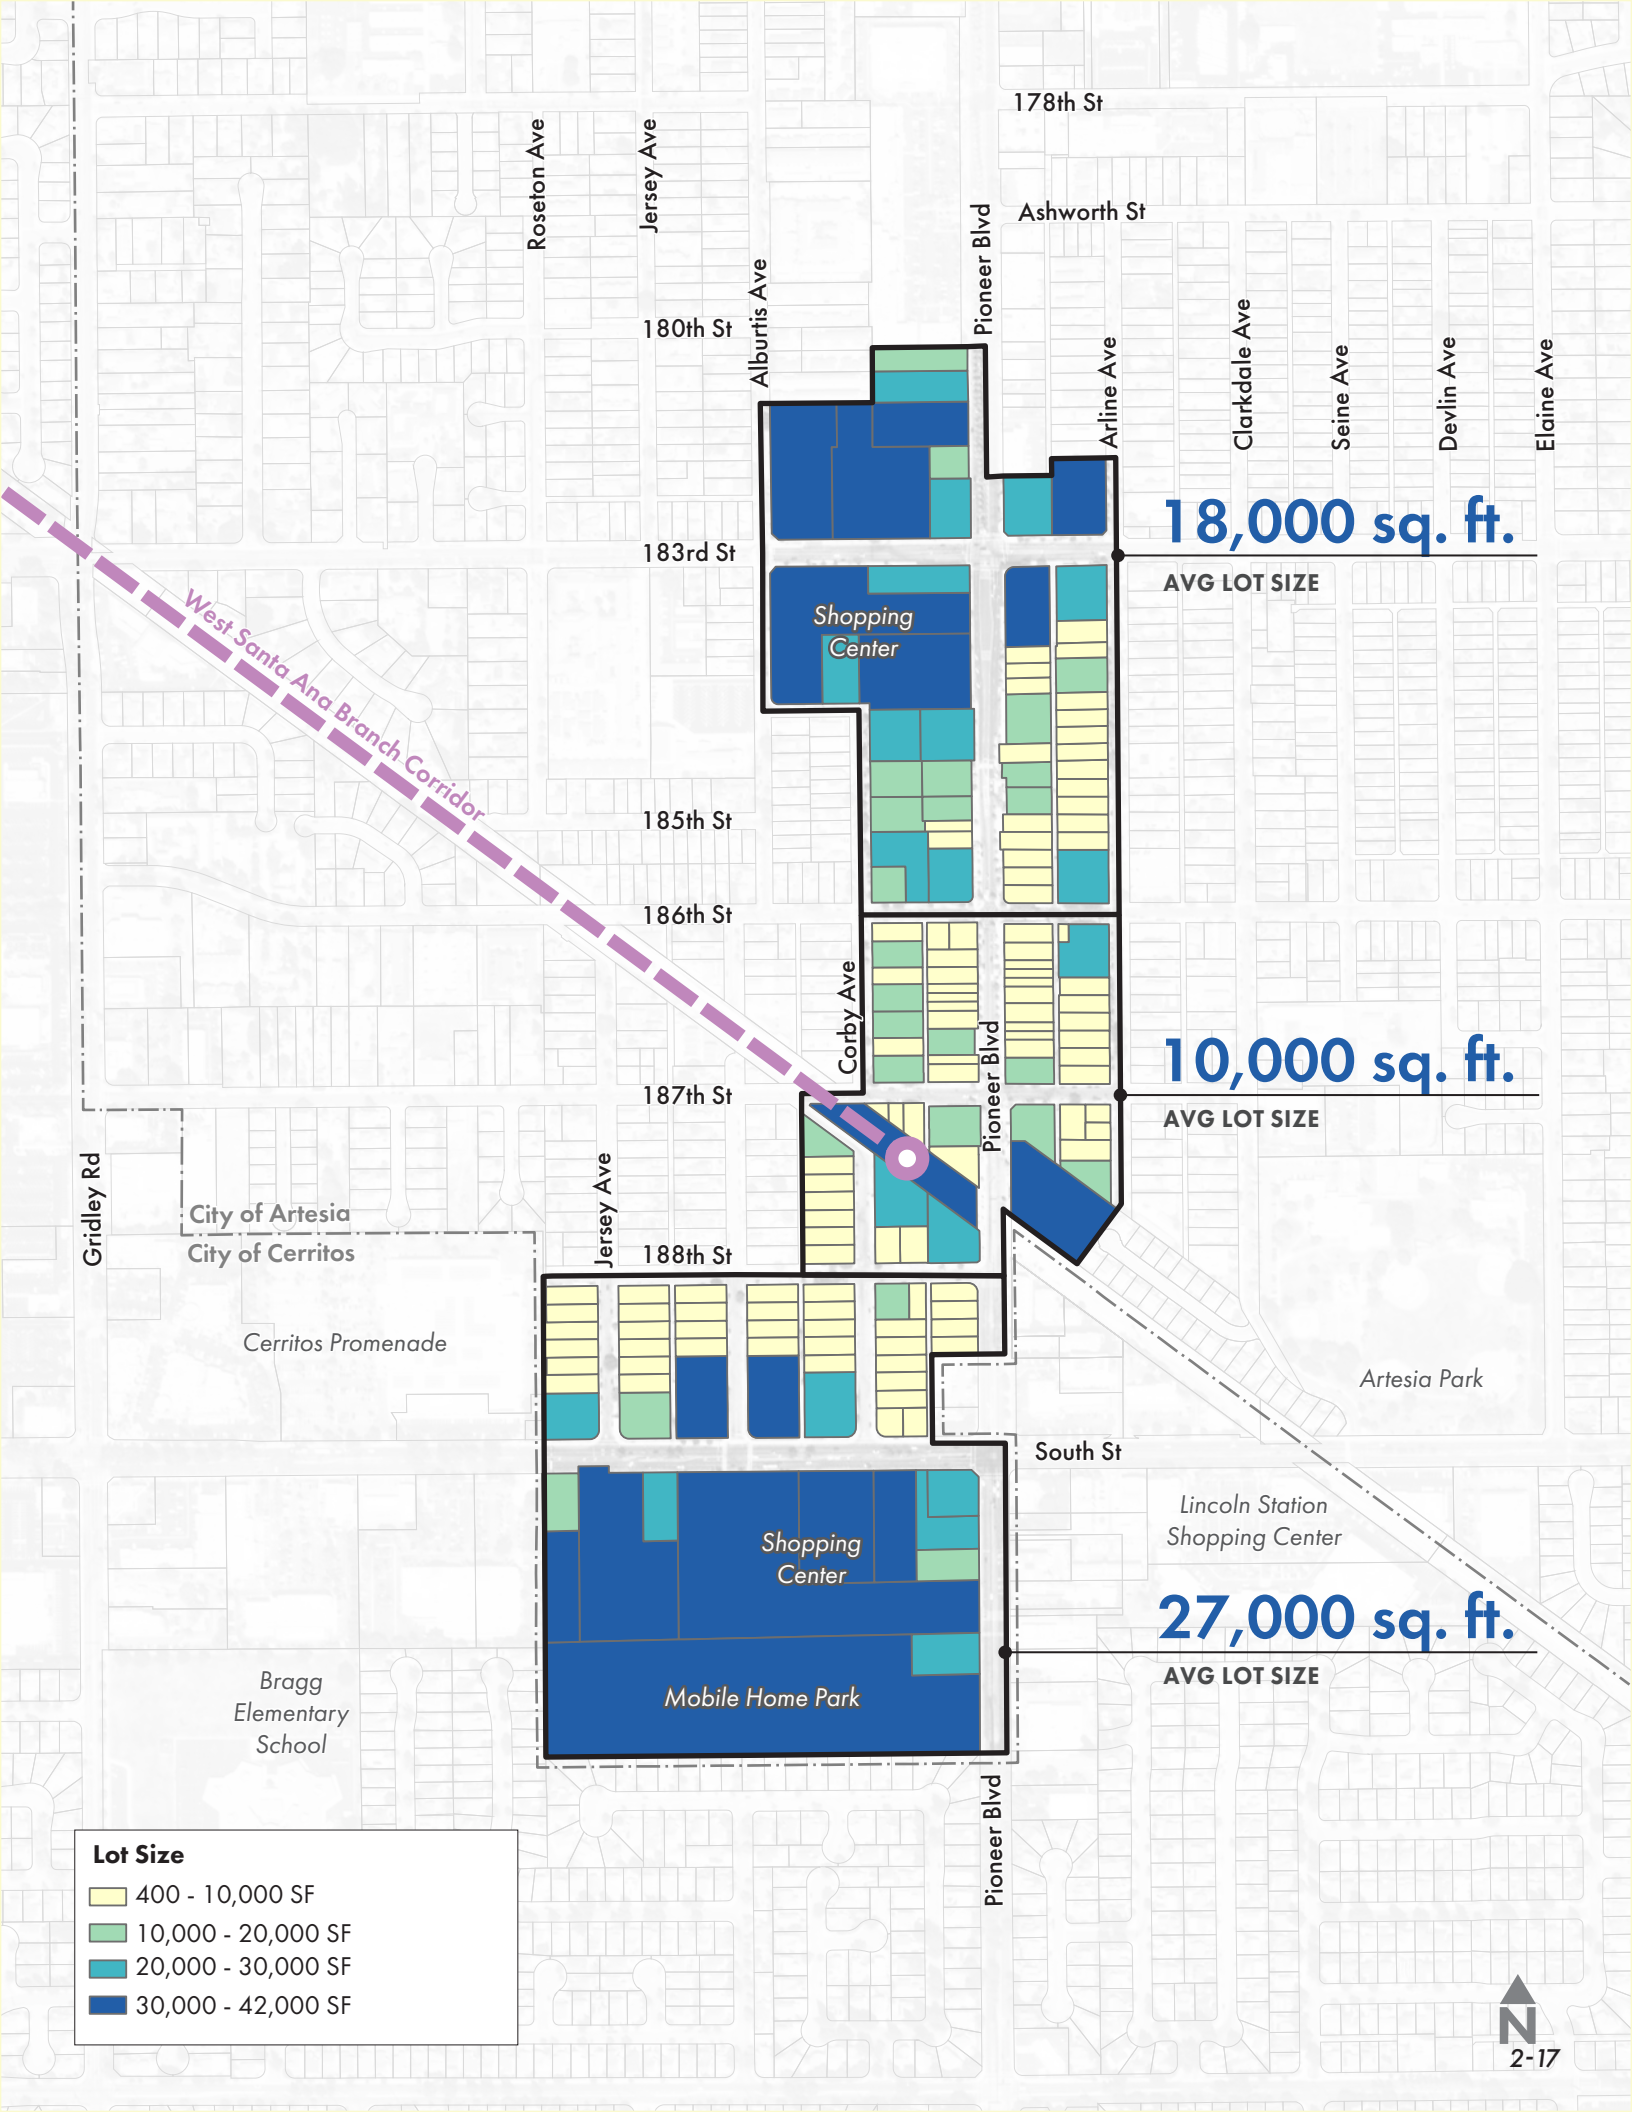 178th St
Roseton Ave
Jersey Ave
Pioneer Blvd
Ashworth St
Alburtis Ave
180th St
Arline Ave
Clarkdale Ave
Seine Ave
Devlin Ave
Elaine Ave
18,000 sq. ft.
AVG LOT SIZE
183rd St
Shopping
Center
West Santa Ana Branch Corridor
185th St
186th St
Corby Ave
Pioneer Blvd
10,000 sq. ft.
AVG LOT SIZE
187th St
Gridley Rd
Jersey Ave
City of Artesia
City of Cerritos
188th St
Cerritos Promenade
Artesia Park
South St
Lincoln Station
Shopping Center
Shopping
Center
27,000 sq. ft.
AVG LOT SIZE
Bragg
Elementary
School
Mobile Home Park
Pioneer Blvd
Lot Size
400 - 10,000 SF
10,000 - 20,000 SF
20,000 - 30,000 SF
30,000 - 42,000 SF
N
2-17